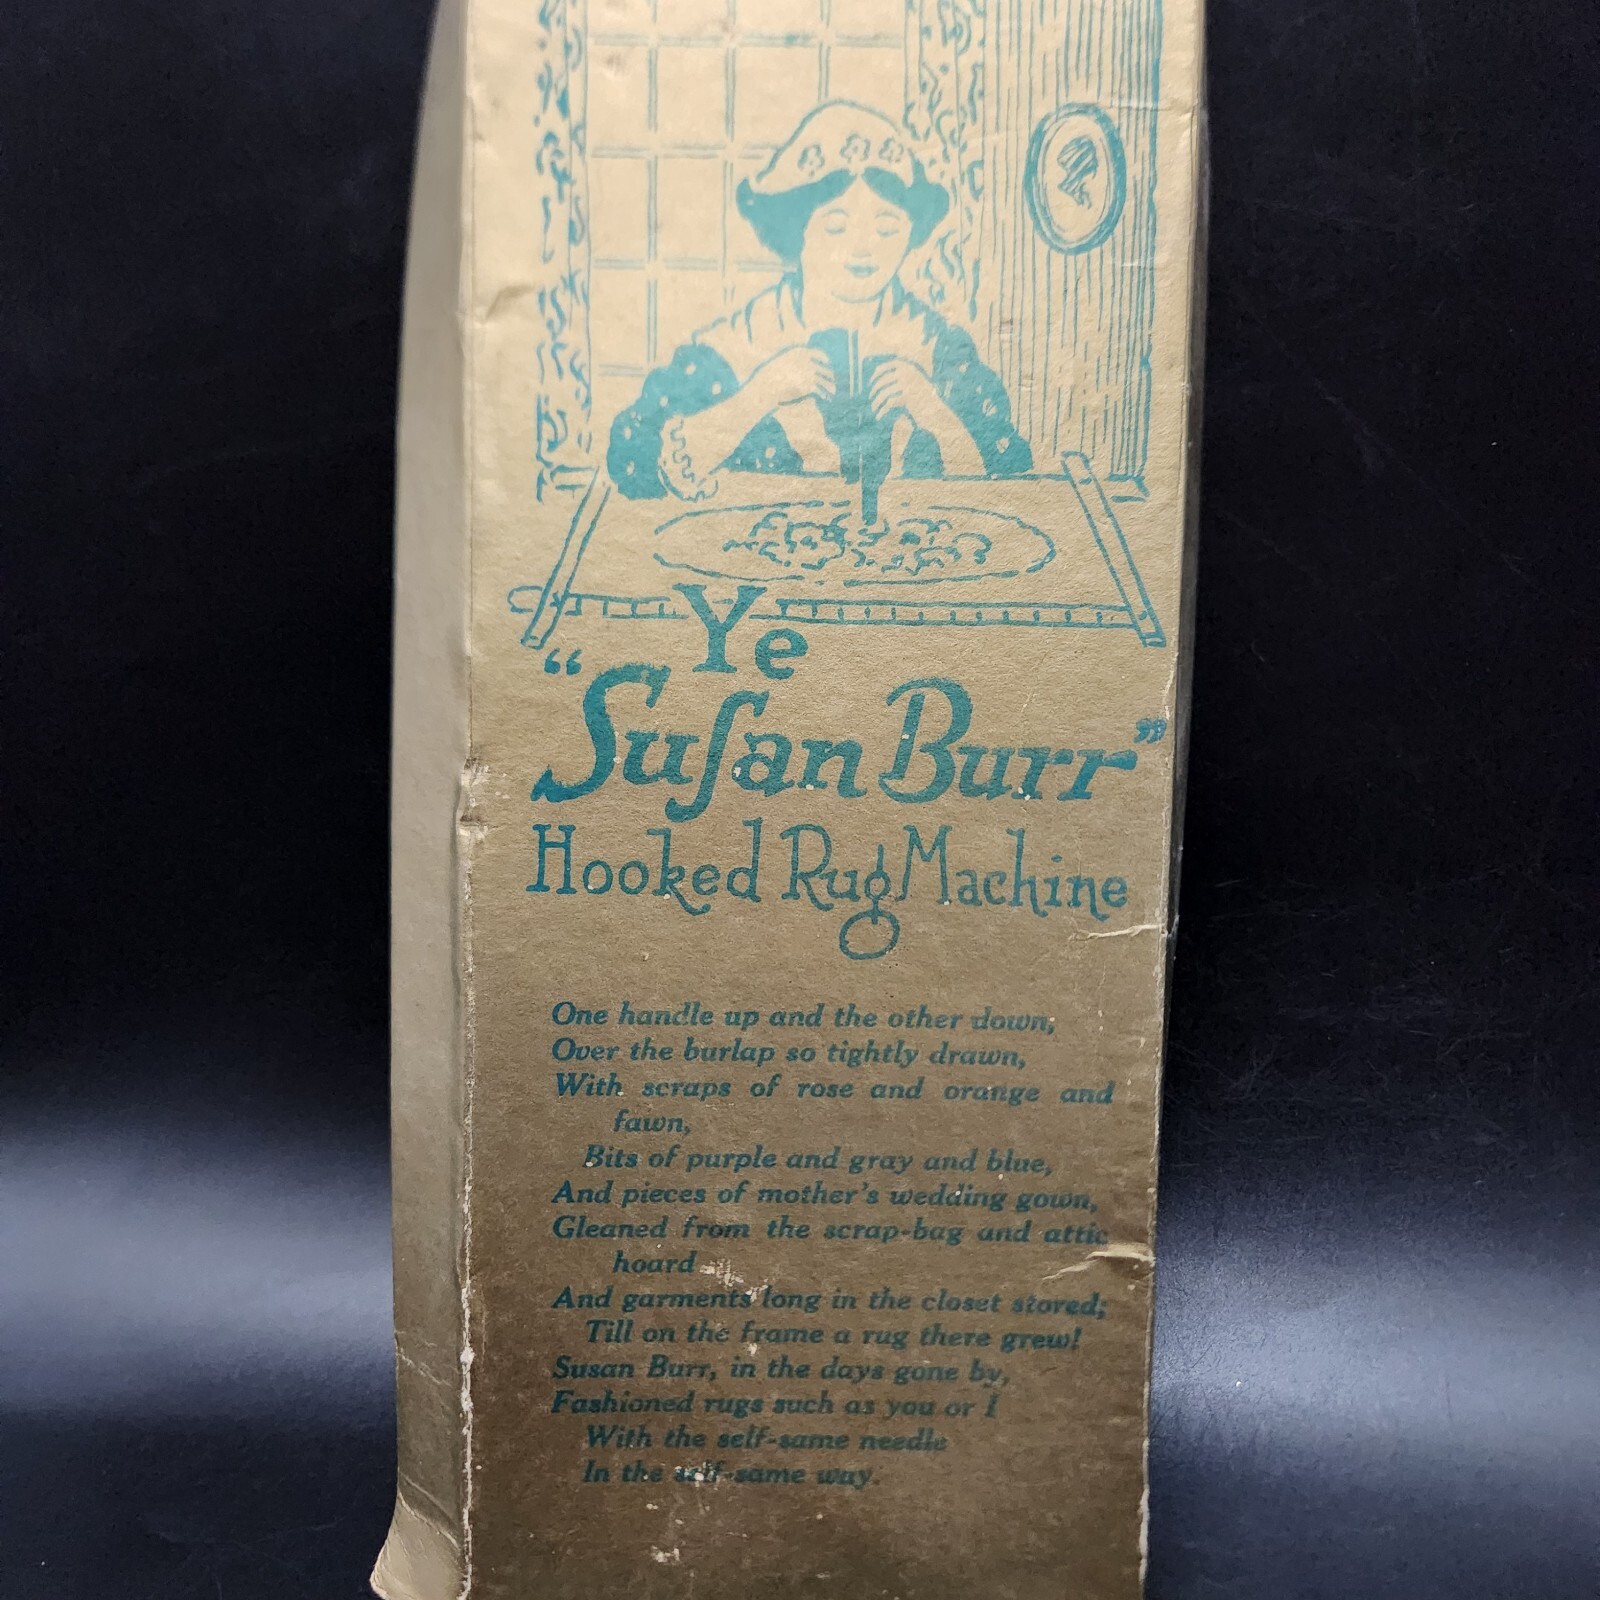 Ye
“Suſan Burr”
Hooked Rug Machine
One handle up and the other down,
Over the burlap so tightly drawn,
With scraps of rose and orange and
fawn,
Bits of purple and gray and blue,
And pieces of mother's wedding gown,
Gleaned from the scrap-bag and attic
hoard
And garments long in the closet stored;
Till on the frame a rug there grew!
Susan Burr, in the days gone by,
Fashioned rugs such as you or I
With the self-same needle
In the self-same way.